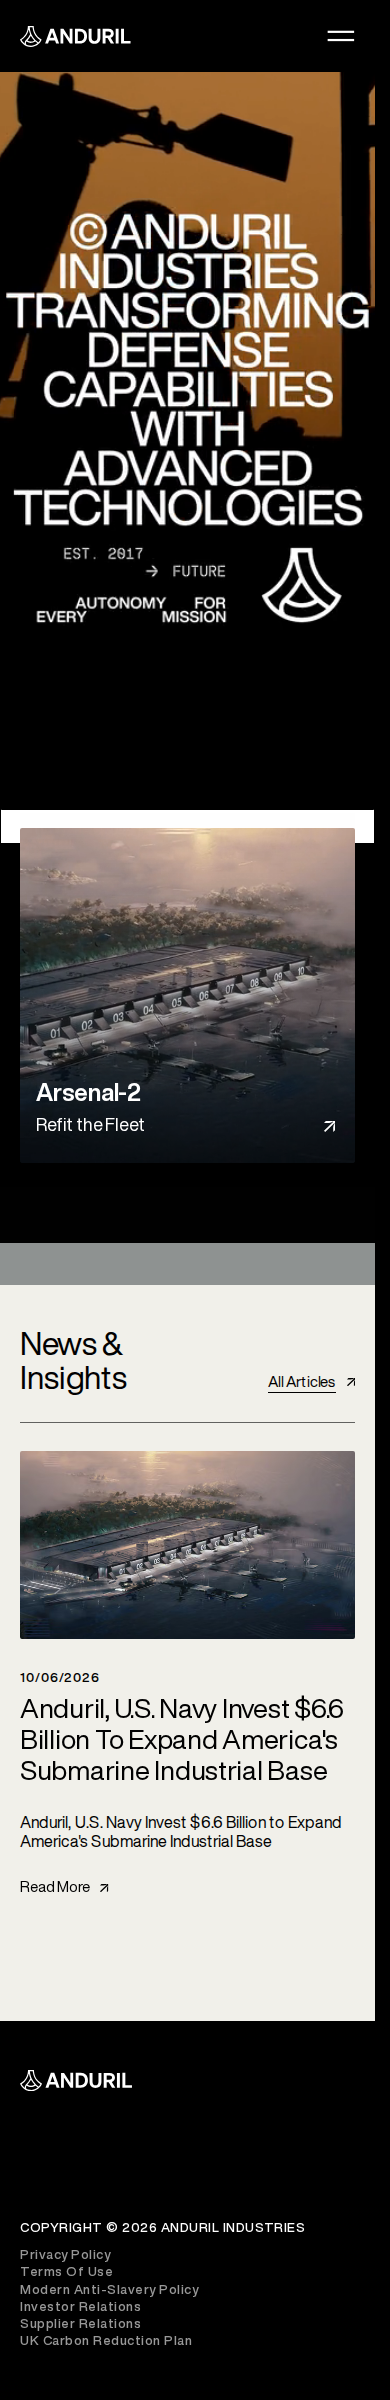 ANDURIL
© ANDURIL
INDUSTRIES
TRANSFORMING
DEFENSE
CAPABILITIES
WITH
ADVANCED
TECHNOLOGIES
EST. 2017
→ FUTURE
AUTONOMY FOR
EVERY MISSION
01 02 03 04 05 06 07 08 09 10
Arsenal-2
Refit the Fleet
News &
Insights
All Articles
10/06/2026
Anduril, U.S. Navy Invest $6.6
Billion To Expand America's
Submarine Industrial Base
Anduril, U.S. Navy Invest $6.6 Billion to Expand
America's Submarine Industrial Base
Read More
ANDURIL
COPYRIGHT © 2026 ANDURIL INDUSTRIES
Privacy Policy
Terms Of Use
Modern Anti-Slavery Policy
Investor Relations
Supplier Relations
UK Carbon Reduction Plan